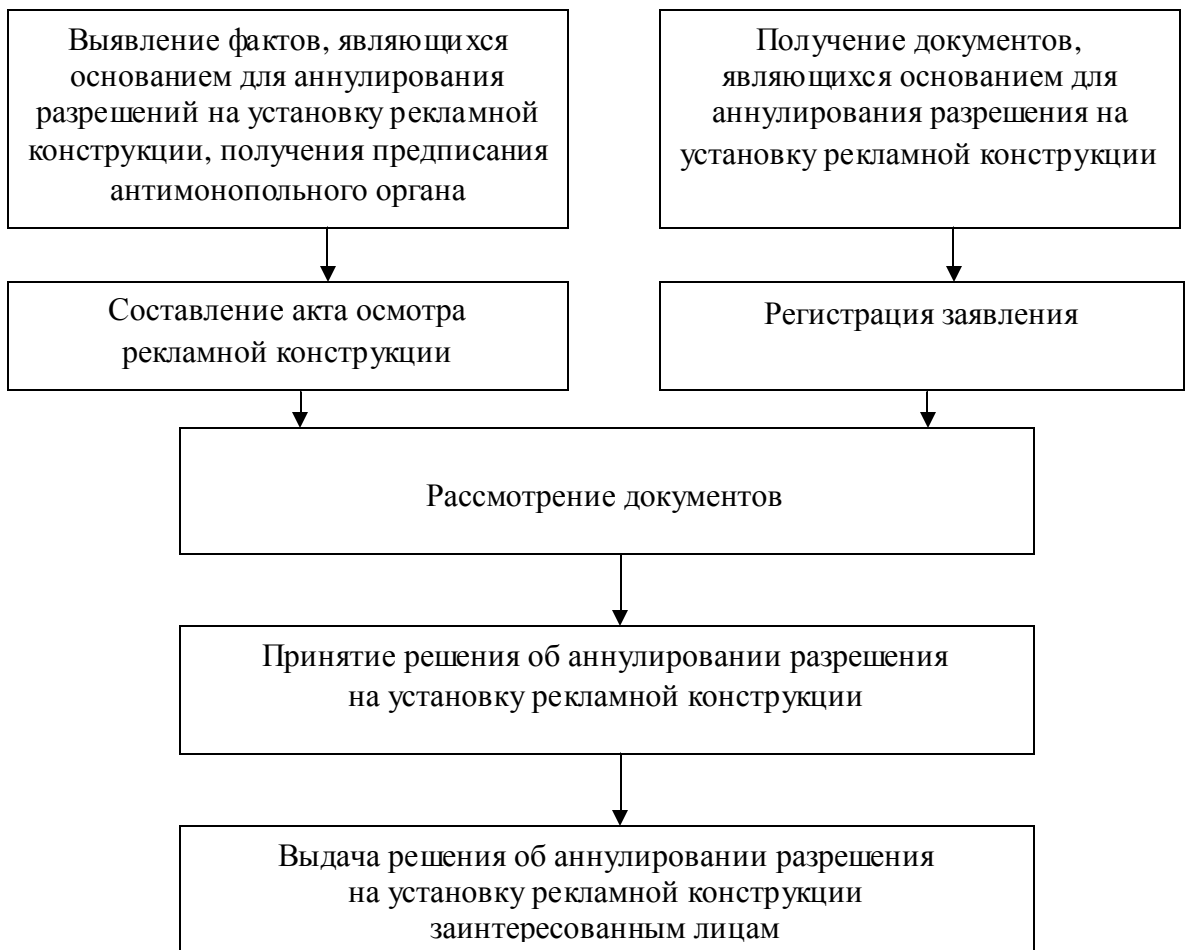 Выявление фактов, являющихся
основанием для аннулирования
разрешений на установку рекламной
конструкции, получения предписания
антимонопольного органа
Получение документов,
являющихся основанием для
аннулирования разрешения на
установку рекламной конструкции
Составление акта осмотра
рекламной конструкции
Регистрация заявления
Рассмотрение документов
Принятие решения об аннулировании разрешения
на установку рекламной конструкции
Выдача решения об аннулировании разрешения
на установку рекламной конструкции
заинтересованным лицам